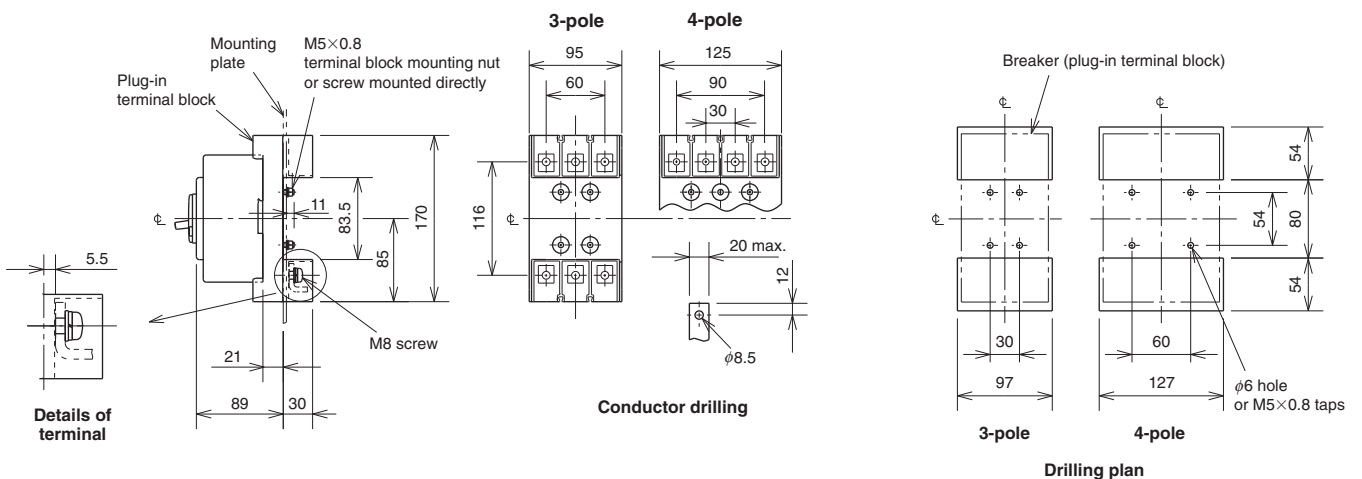 3-pole
4-pole
Mounting
plate
M5×0.8
terminal block mounting nut
or screw mounted directly
Plug-in
terminal block
95
60
125
90
30
Breaker (plug-in terminal block)
℄
℄
54
11
83.5
170
85
116
℄
℄
20 max.
12
54
80
54
℄
5.5
M8 screw
21
89
30
φ8.5
30
60
97
127
φ6 hole
or M5×0.8 taps
Details of
terminal
Conductor drilling
3-pole
4-pole
Drilling plan